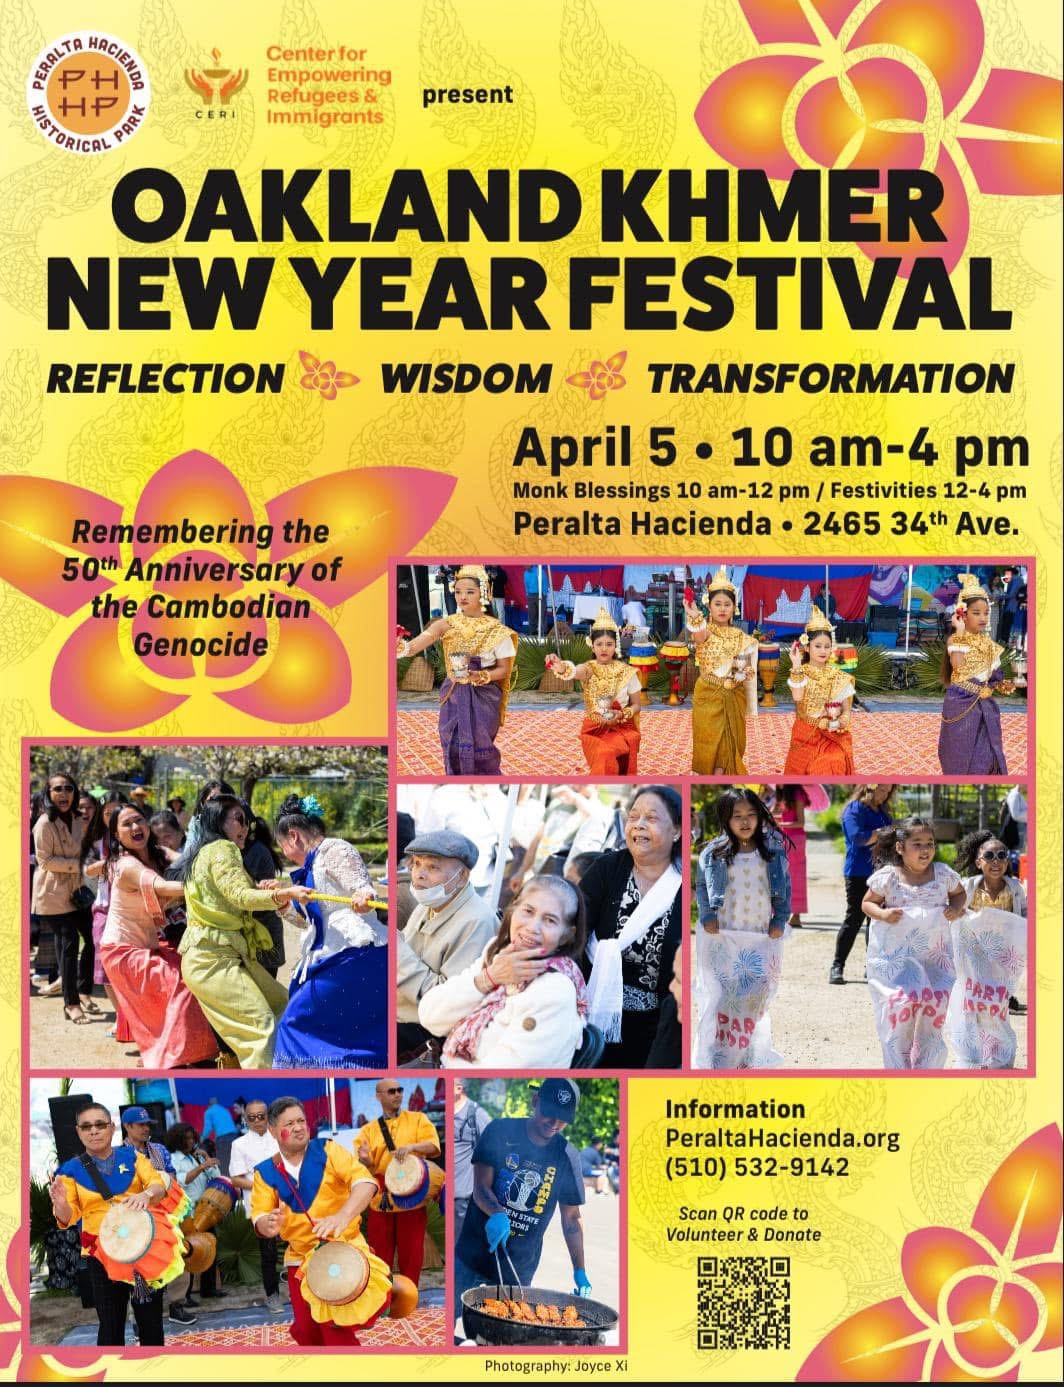 PERALTA HACIENDA
PH
HP
HISTORICAL PARK
CERI
Center for
Empowering
Refugees &
Immigrants
present
OAKLAND KHMER
NEW YEAR FESTIVAL
REFLECTION WISDOM TRANSFORMATION
April 5 • 10 am-4 pm
Monk Blessings 10 am-12 pm / Festivities 12-4 pm
Peralta Hacienda • 2465 34th Ave.
Remembering the
50th Anniversary of
the Cambodian
Genocide
Information
PeraltaHacienda.org
(510) 532-9142
Scan QR code to
Volunteer & Donate
Photography: Joyce Xi